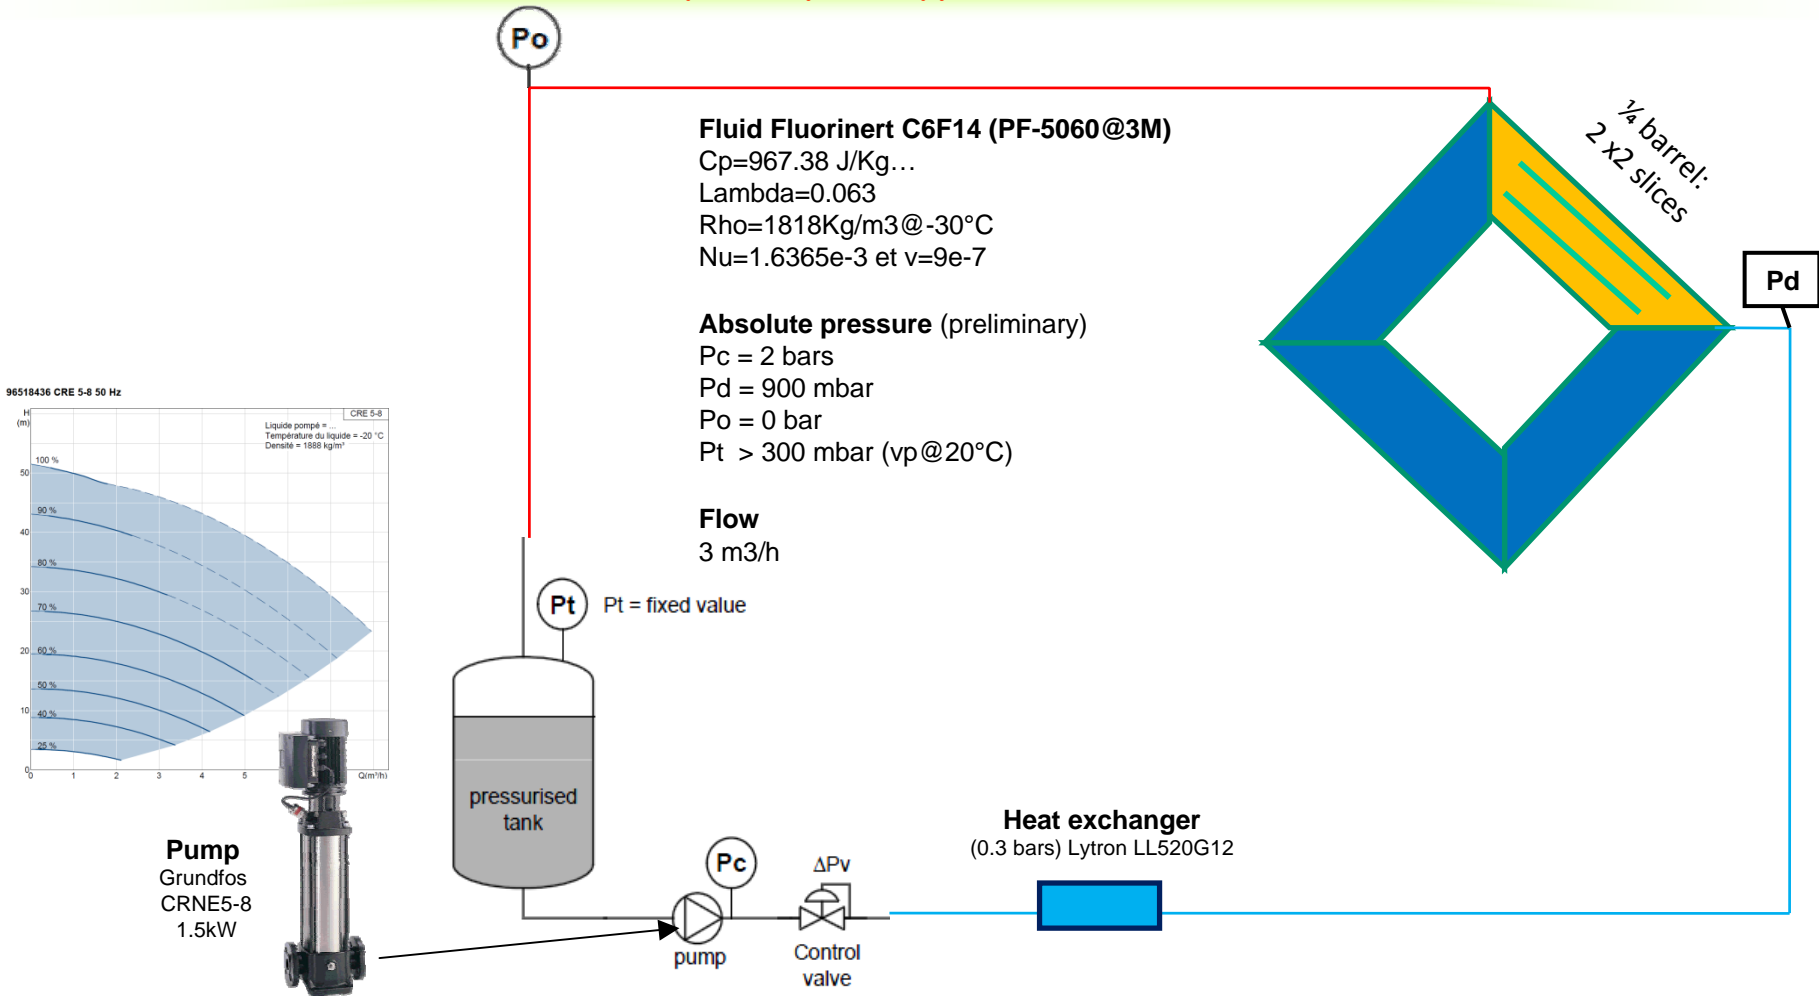 Po
Fluid Fluorinert C6F14 (PF-5060@3M)
Cp=967.38 J/Kg…
Lambda=0.063
Rho=1818Kg/m3@-30°C
Nu=1.6365e-3 et v=9e-7
Absolute pressure (preliminary)
Pc = 2 bars
Pd = 900 mbar
Po = 0 bar
Pt > 300 mbar (vp@20°C)
Flow
3 m3/h
¼ barrel:
2 x2 slices
Pd
96518436 CRE 5-8 50 Hz
H
(m)
CRE 5-8
Liquide pompé = ...
Température du liquide = -20 °C
Densité = 1888 kg/m³
100 %
50
90 %
40
80 %
30
70 %
60 %
20
50 %
40 %
10
25 %
0
0 1 2 3 4 5 Q(m³/h)
Pt
Pt = fixed value
pressurised
tank
Pump
Grundfos
CRNE5-8
1.5kW
Pc
ΔPv
pump
Control
valve
Heat exchanger
(0.3 bars) Lytron LL520G12